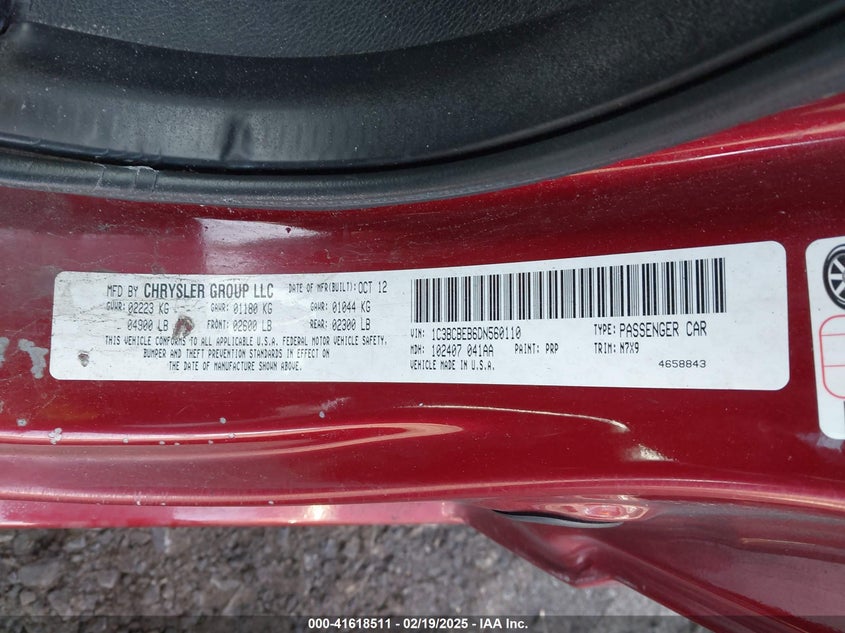 MFD BY CHRYSLER GROUP LLC DATE OF MFR(BUILT): OCT 12
GVWR: 02223 KG GAWR: 01180 KG GAWR: 01044 KG
04900 LB FRONT: 02600 LB REAR: 02300 LB
THIS VEHICLE CONFORMS TO ALL APPLICABLE U.S.A. FEDERAL MOTOR VEHICLE SAFETY,
BUMPER AND THEFT PREVENTION STANDARDS IN EFFECT ON
THE DATE OF MANUFACTURE SHOWN ABOVE.
VIN: 1C3BCBEB6DN560110 TYPE: PASSENGER CAR
MDH: 102407 041AA PAINT: PRP TRIM: N7X9
VEHICLE MADE IN U.S.A. 4658843
000-41618511 - 02/19/2025 - IAAI.COM